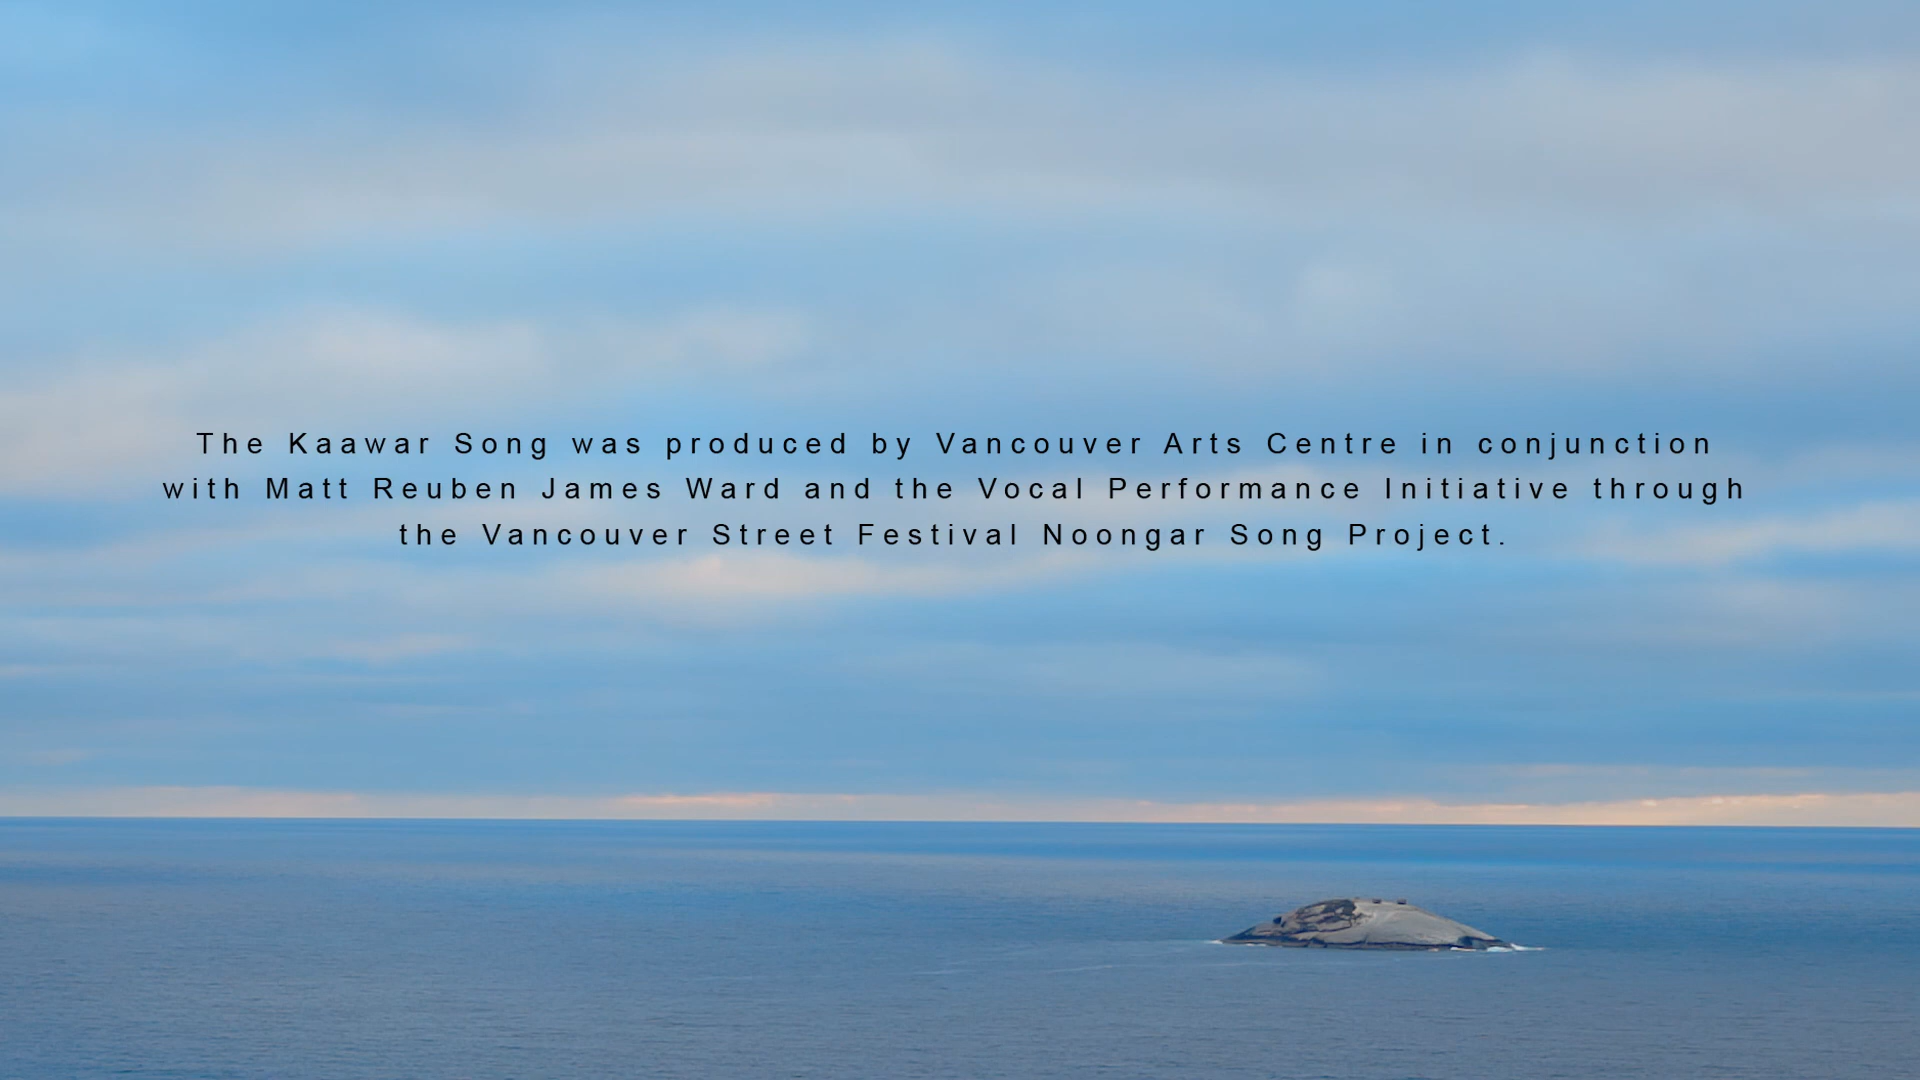 The Kaawar Song was produced by Vancouver Arts Centre in conjunction
with Matt Reuben James Ward and the Vocal Performance Initiative through
the Vancouver Street Festival Noongar Song Project.